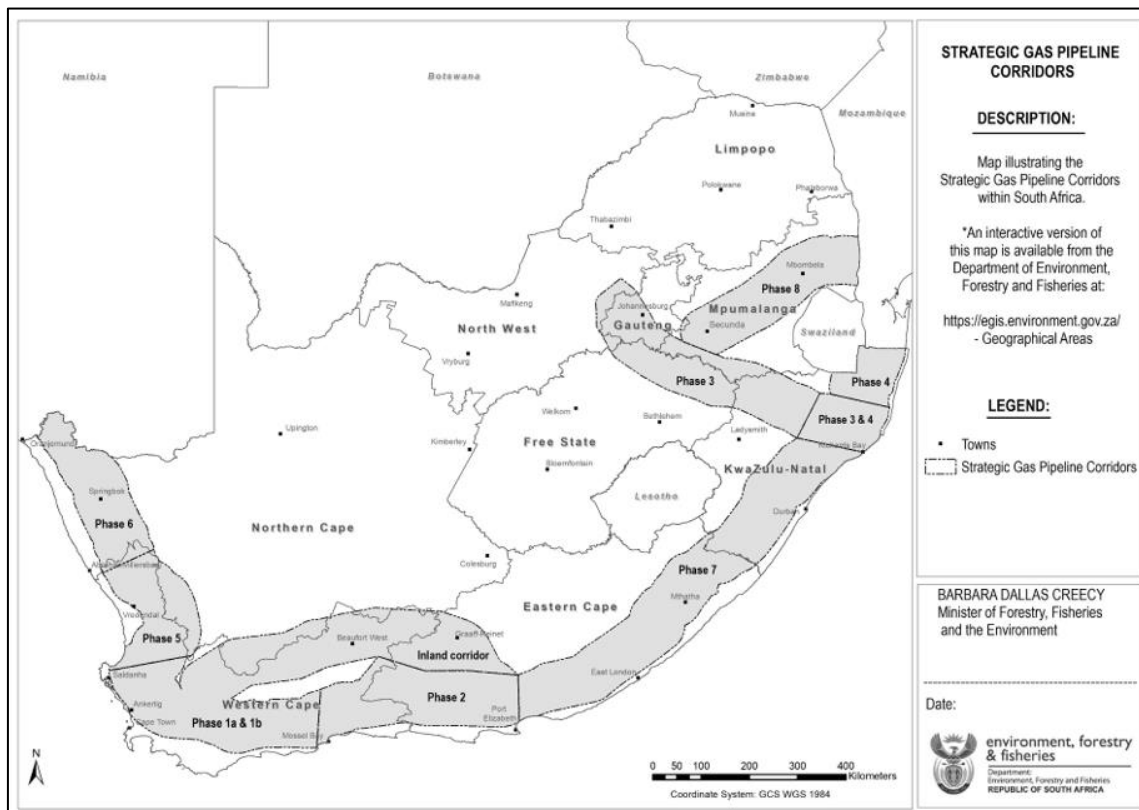 Namibia
Botswana
Zimbabwe
Mozambique
Musina
Limpopo
Polokwane
Phalaborwa
Thabazimbi
Mbombela
Phase 8
Mafikeng
Johannesburg
Mpumalanga
North West
Gauteng
Secunda
Swaziland
Vryburg
Phase 3
Phase 4
Welkom
Bethlehem
Phase 3 & 4
Upington
Kimberley
Free State
Ladysmith
Richards Bay
Oranjemund
Bloemfontein
KwaZulu-Natal
Springbok
Lesotho
Durban
Phase 6
Northern Cape
Colesburg
Phase 7
Eastern Cape
Mthatha
Vredendal
Phase 5
Beaufort West
Graaff-Reinet
Inland corridor
Saldanha
East London
Western Cape
Phase 2
Ankerlig
Phase 1a & 1b
Port
Elizabeth
Cape Town
Mossel Bay
N
0 50 100 200 300 400
Kilometers
Coordinate System: GCS WGS 1984
STRATEGIC GAS PIPELINE
CORRIDORS
DESCRIPTION:
Map illustrating the
Strategic Gas Pipeline Corridors
within South Africa.
*An interactive version of
this map is available from the
Department of Environment,
Forestry and Fisheries at:
https://egis.environment.gov.za/
- Geographical Areas
LEGEND:
Towns
Strategic Gas Pipeline Corridors
BARBARA DALLAS CREECY
Minister of Forestry, Fisheries
and the Environment
Date:
environment, forestry
& fisheries
Department:
Environment, Forestry and Fisheries
REPUBLIC OF SOUTH AFRICA